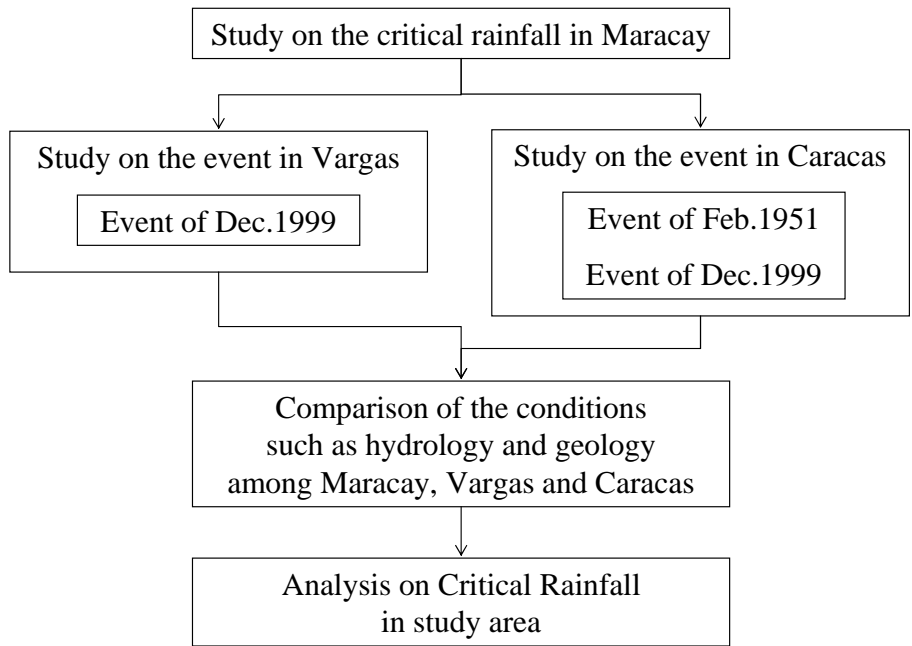 Study on the critical rainfall in Maracay
Study on the event in Vargas
Event of Dec.1999
Study on the event in Caracas
Event of Feb.1951
Event of Dec.1999
Comparison of the conditions
such as hydrology and geology
among Maracay, Vargas and Caracas
Analysis on Critical Rainfall
in study area